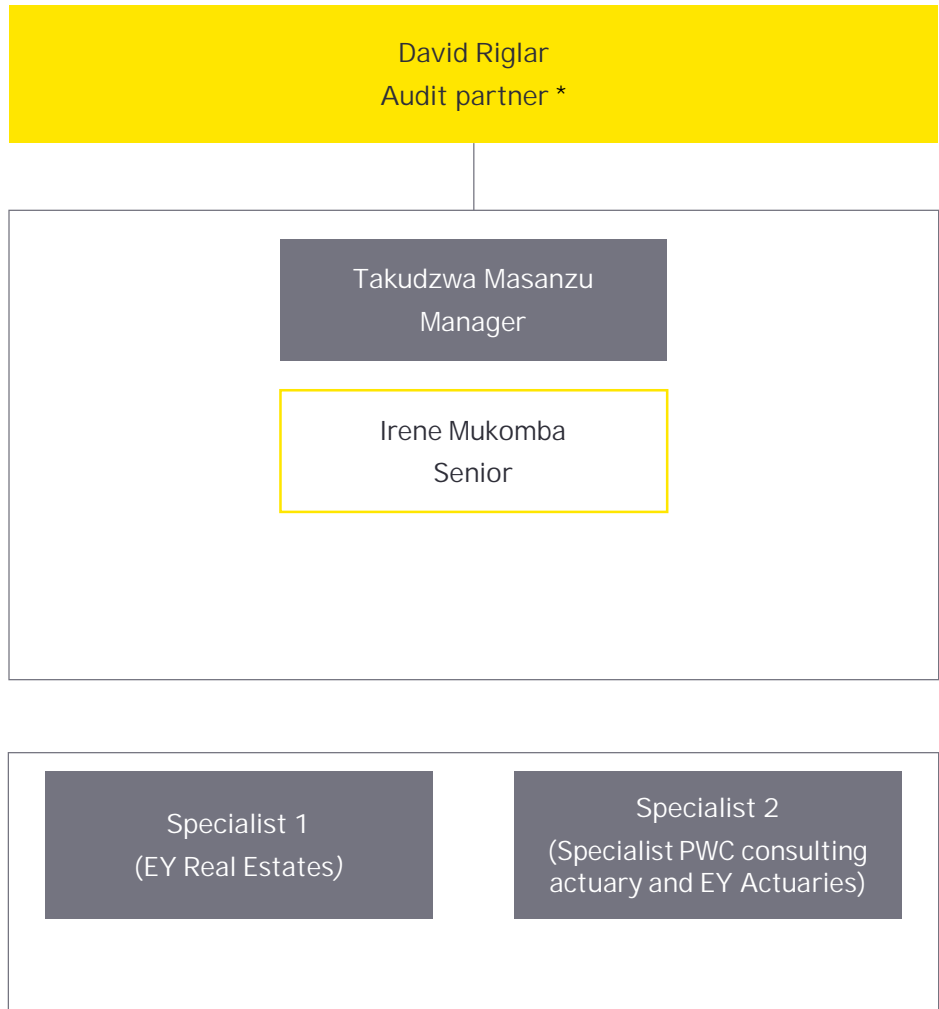 David Riglar
Audit partner *
Takudzwa Masanzu
Manager
Irene Mukomba
Senior
Specialist 1
(EY Real Estates)
Specialist 2
(Specialist PWC consulting
actuary and EY Actuaries)